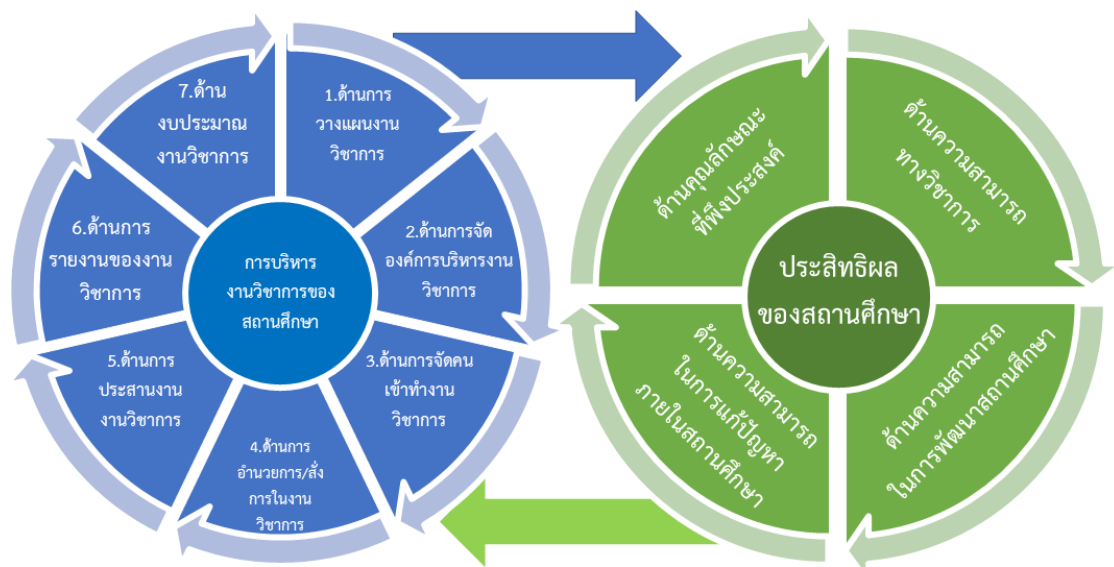 การบริหาร
งานวิชาการของ
สถานศึกษา
1.ด้านการ
วางแผนงาน
วิชาการ
2.ด้านการจัด
องค์การบริหารงาน
วิชาการ
3.ด้านการจัดคน
เข้าทำงาน
วิชาการ
4.ด้านการ
อำนวยการ/สั่ง
การในงาน
วิชาการ
5.ด้านการ
ประสานงาน
งานวิชาการ
6.ด้านการ
รายงานของงาน
วิชาการ
7.ด้าน
งบประมาณ
งานวิชาการ
ประสิทธิผล
ของสถานศึกษา
ด้านความสามารถ
ทางวิชาการ
ด้านความสามารถ
ในการพัฒนาสถานศึกษา
ด้านความสามารถ
ในการแก้ปัญหา
ภายในสถานศึกษา
ด้านคุณลักษณะ
ที่พึงประสงค์